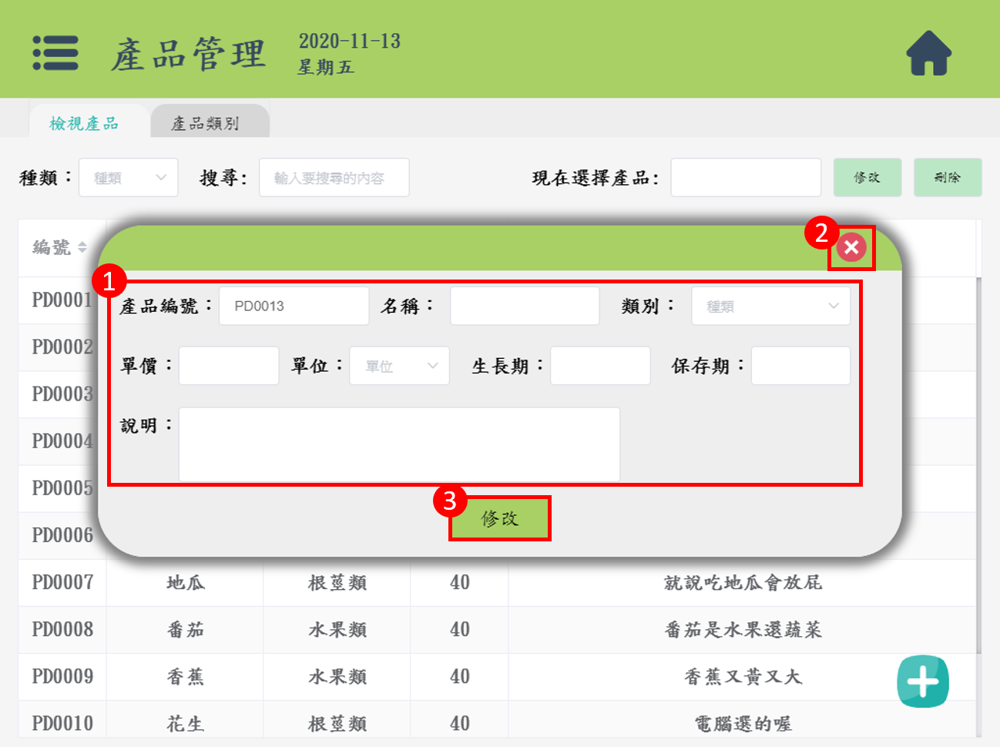 產品管理
2020-11-13
星期五
檢視產品 產品類別
種類： 種類 搜尋: 輸入要搜尋的內容 現在選擇產品: 修改 刪除
編號
2
1
產品編號： PD0013 名稱： 類別： 種類
單價： 單位： 單位 生長期： 保存期：
說明：
3
修改
PD0001
PD0002
PD0003
PD0004
PD0005
PD0006
PD0007 地瓜 根莖類 40 就說吃地瓜會放屁
PD0008 番茄 水果類 40 番茄是水果還蔬菜
PD0009 香蕉 水果類 40 香蕉又黃又大
PD0010 花生 根莖類 40 電腦選的喔